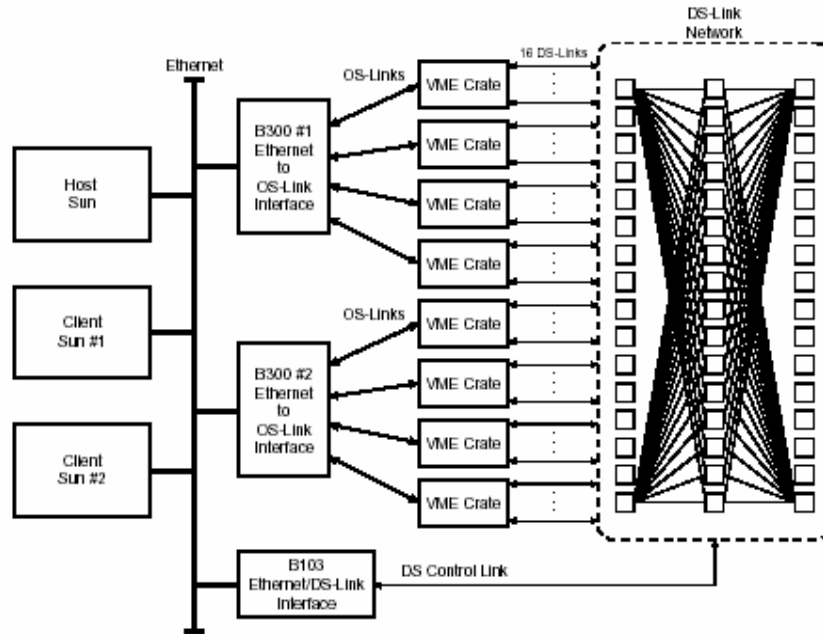 DS-Link
Network
Ethernet
OS-Links
16 DS-Links
VME Crate
B300 #1
Ethernet
to
OS-Link
Interface
VME Crate
Host
Sun
VME Crate
VME Crate
Client
Sun #1
OS-Links
VME Crate
B300 #2
Ethernet
to
OS-Link
Interface
VME Crate
VME Crate
Client
Sun #2
VME Crate
B103
Ethernet/DS-Link
Interface
DS Control Link